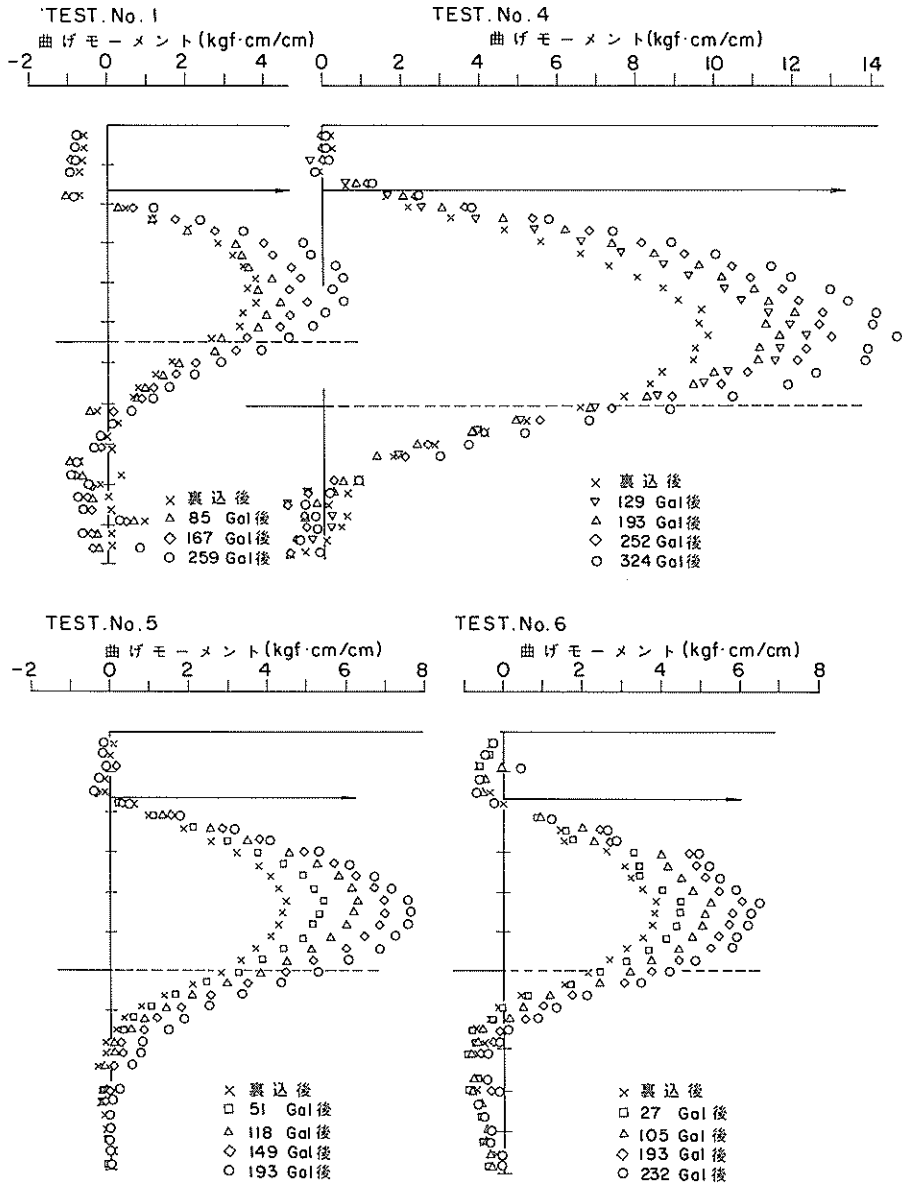 TEST.No.1
曲げモーメント(kgf·cm/cm)
-2 0 2 4
TEST.No.4
曲げモーメント(kgf·cm/cm)
0 2 4 6 8 10 12 14
× 裏込後
△ 85 Gal後
◇ 167 Gal後
○ 259 Gal後
× 裏込後
▽ 129 Gal後
△ 193 Gal後
◇ 252 Gal後
○ 324 Gal後
TEST.No.5
曲げモーメント(kgf·cm/cm)
-2 0 2 4 6 8
TEST.No.6
曲げモーメント(kgf·cm/cm)
0 2 4 6 8
× 裏込後
□ 51 Gal後
△ 118 Gal後
◇ 149 Gal後
○ 193 Gal後
× 裏込後
□ 27 Gal後
△ 105 Gal後
◇ 193 Gal後
○ 232 Gal後